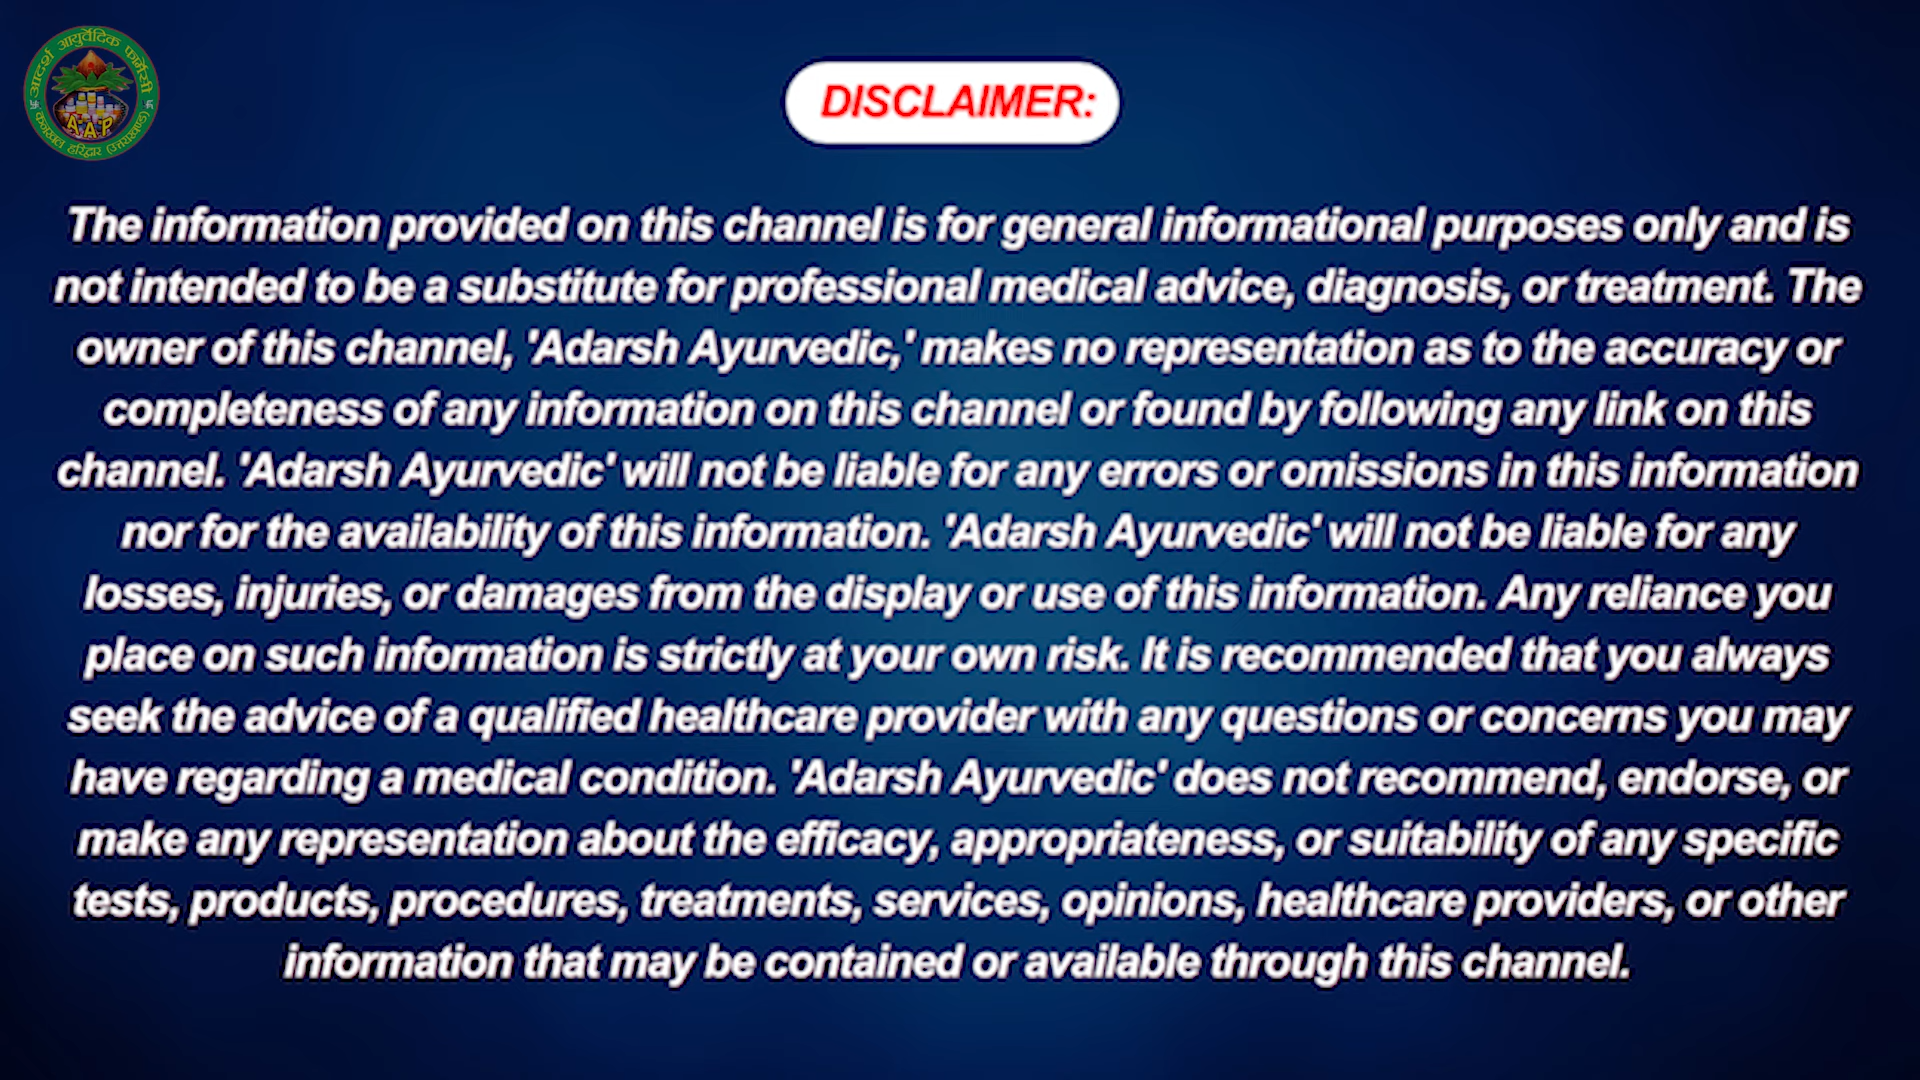 आदर्श आयुर्वेदिक फार्मेसी
A.A.P
कनखल हरिद्वार (उत्तराखण्ड)
DISCLAIMER:
The information provided on this channel is for general informational purposes only and is
not intended to be a substitute for professional medical advice, diagnosis, or treatment. The
owner of this channel, 'Adarsh Ayurvedic,' makes no representation as to the accuracy or
completeness of any information on this channel or found by following any link on this
channel. 'Adarsh Ayurvedic' will not be liable for any errors or omissions in this information
nor for the availability of this information. 'Adarsh Ayurvedic' will not be liable for any
losses, injuries, or damages from the display or use of this information. Any reliance you
place on such information is strictly at your own risk. It is recommended that you always
seek the advice of a qualified healthcare provider with any questions or concerns you may
have regarding a medical condition. 'Adarsh Ayurvedic' does not recommend, endorse, or
make any representation about the efficacy, appropriateness, or suitability of any specific
tests, products, procedures, treatments, services, opinions, healthcare providers, or other
information that may be contained or available through this channel.